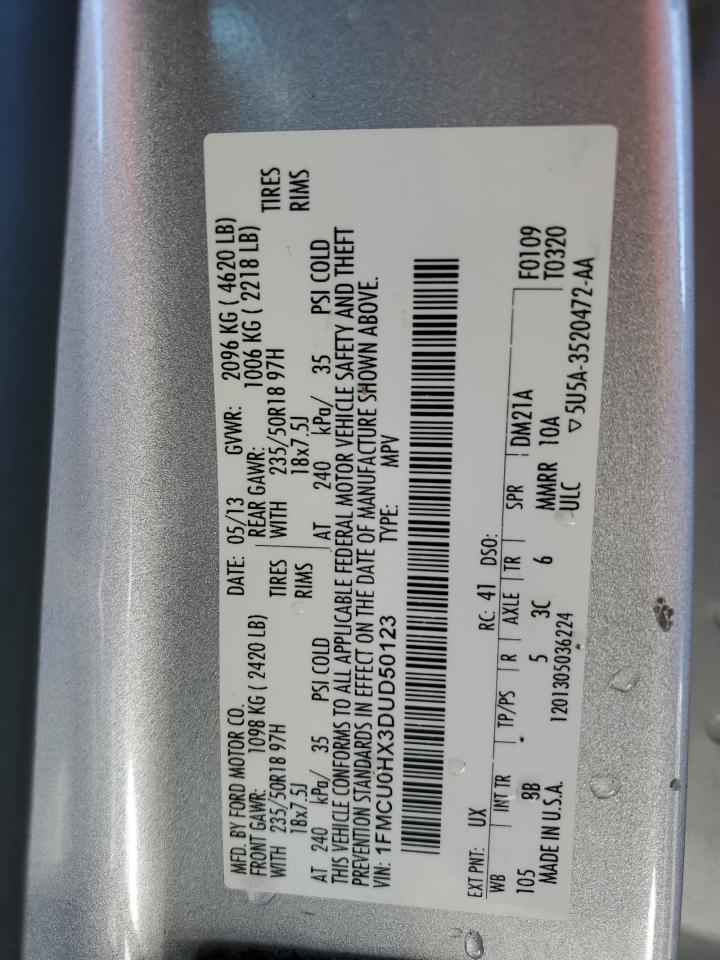 MFD. BY FORD MOTOR CO. DATE: 05/13 GVWR: 2096 KG ( 4620 LB)
FRONT GAWR: 1098 KG ( 2420 LB) REAR GAWR: 1006 KG ( 2218 LB)
WITH 235/50R18 97H TIRES WITH 235/50R18 97H TIRES
18x7.5J RIMS 18x7.5J RIMS
AT 240 kPa/ 35 PSI COLD AT 240 kPa/ 35 PSI COLD
THIS VEHICLE CONFORMS TO ALL APPLICABLE FEDERAL MOTOR VEHICLE SAFETY AND THEFT
PREVENTION STANDARDS IN EFFECT ON THE DATE OF MANUFACTURE SHOWN ABOVE.
VIN: 1FMCU0HX3DUD50123 TYPE: MPV
EXT PNT: UX RC: 41 DSO:
WB INT TR TP/PS R AXLE TR SPR DM21A F0109
105 8B 5 3C 6 MMRR 10A T0320
MADE IN U.S.A. 1201305036224 ULC ▽5U5A-3520472-AA